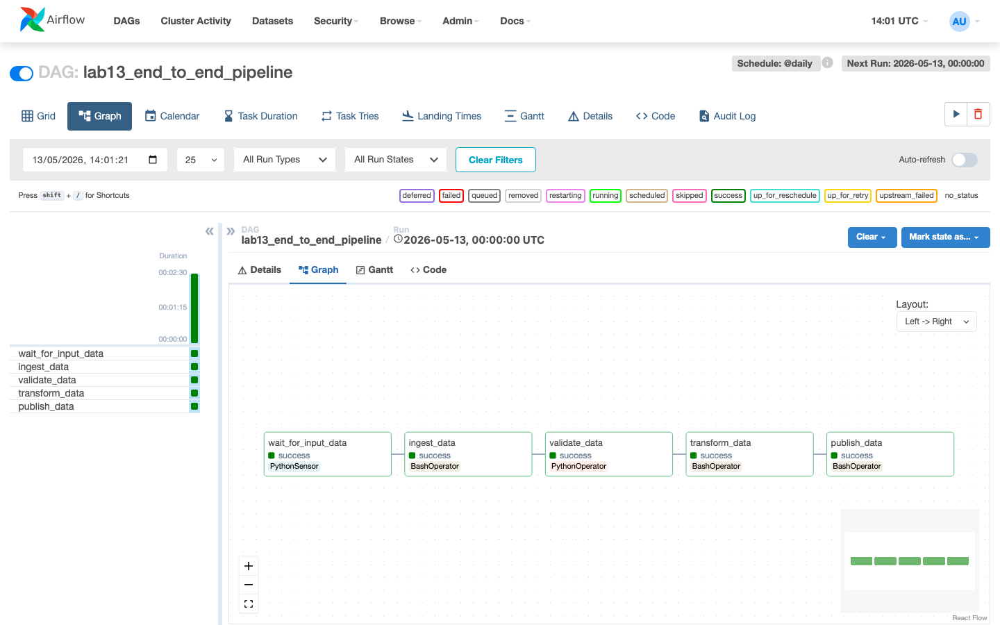 Airflow DAGs Cluster Activity Datasets Security Browse Admin Docs 14:01 UTC AU
DAG: lab13_end_to_end_pipeline
Schedule: @daily i Next Run: 2026-05-13, 00:00:00
Grid Graph Calendar Task Duration Task Tries Landing Times Gantt Details Code Audit Log
13/05/2026, 14:01:21 25 All Run Types All Run States Clear Filters Auto-refresh
Press shift + / for Shortcuts deferred failed queued removed restarting running scheduled skipped success up_for_reschedule up_for_retry upstream_failed no_status
DAG Run
lab13_end_to_end_pipeline / 2026-05-13, 00:00:00 UTC Clear Mark state as...
Duration
00:02:30
00:01:15
00:00:00
wait_for_input_data
ingest_data
validate_data
transform_data
publish_data
Details Graph Gantt Code
Layout:
Left -> Right
wait_for_input_data
success
PythonSensor
ingest_data
success
BashOperator
validate_data
success
PythonOperator
transform_data
success
BashOperator
publish_data
success
BashOperator
React Flow